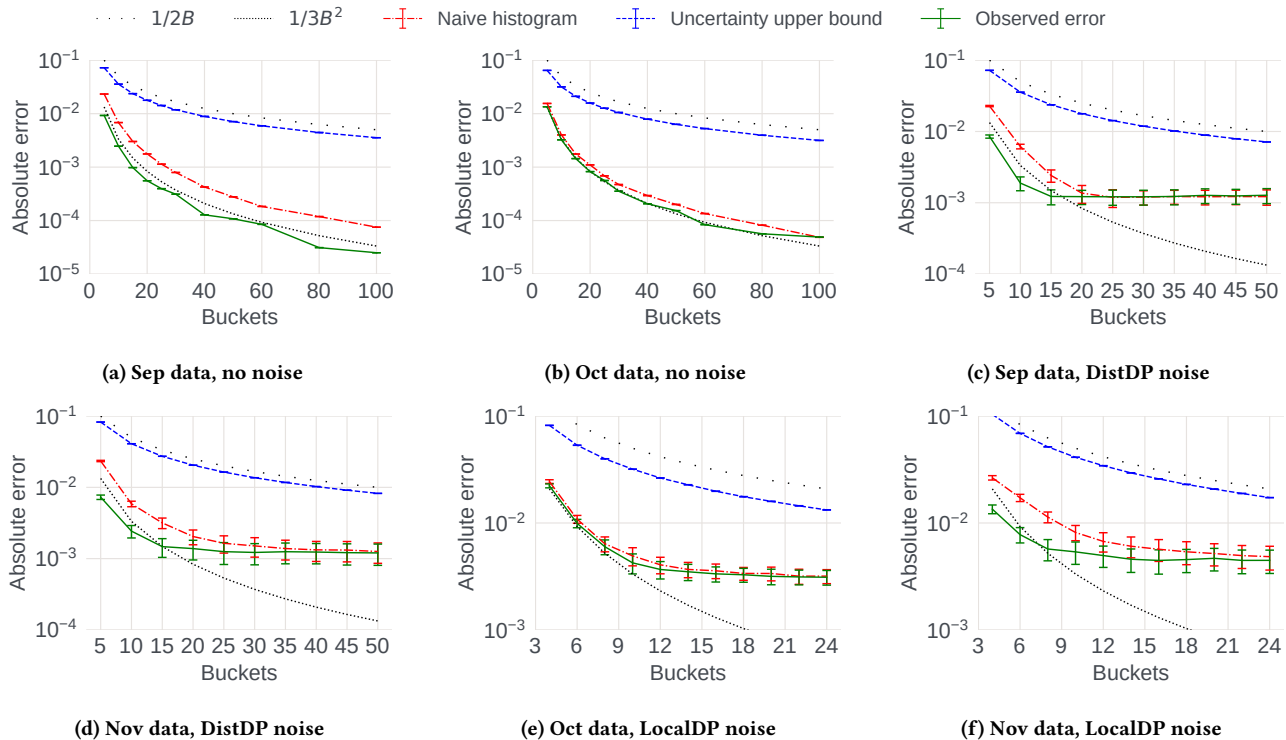 1/2B 1/3B² Naive histogram Uncertainty upper bound Observed error
10⁻¹ 10⁻² 10⁻³ 10⁻⁴ 10⁻⁵
Absolute error
0 20 40 60 80 100
Buckets
(a) Sep data, no noise
10⁻¹ 10⁻² 10⁻³ 10⁻⁴ 10⁻⁵
Absolute error
0 20 40 60 80 100
Buckets
(b) Oct data, no noise
10⁻¹ 10⁻² 10⁻³ 10⁻⁴
Absolute error
5 10 15 20 25 30 35 40 45 50
Buckets
(c) Sep data, DistDP noise
10⁻¹ 10⁻² 10⁻³ 10⁻⁴
Absolute error
5 10 15 20 25 30 35 40 45 50
Buckets
(d) Nov data, DistDP noise
10⁻¹ 10⁻² 10⁻³
Absolute error
3 6 9 12 15 18 21 24
Buckets
(e) Oct data, LocalDP noise
10⁻¹ 10⁻² 10⁻³
Absolute error
3 6 9 12 15 18 21 24
Buckets
(f) Nov data, LocalDP noise